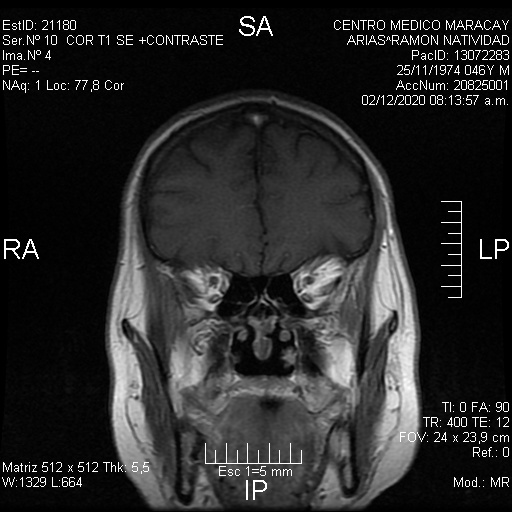 EstID: 21180
Ser.Nº 10 COR T1 SE +CONTRASTE
Ima.Nº 4
PE= --
NAq: 1 Loc: 77,8 Cor
SA
CENTRO MEDICO MARACAY
ARIAS^RAMON NATIVIDAD
PacID: 13072283
25/11/1974 046Y M
AccNum: 20825001
02/12/2020 08:13:57 a.m.
RA
LP
TI: 0 FA: 90
TR: 400 TE: 12
FOV: 24 x 23,9 cm
Ref.: 0
Matriz 512 x 512 Thk: 5,5
W:1329 L:664
Esc 1=5 mm
IP
Mod.: MR